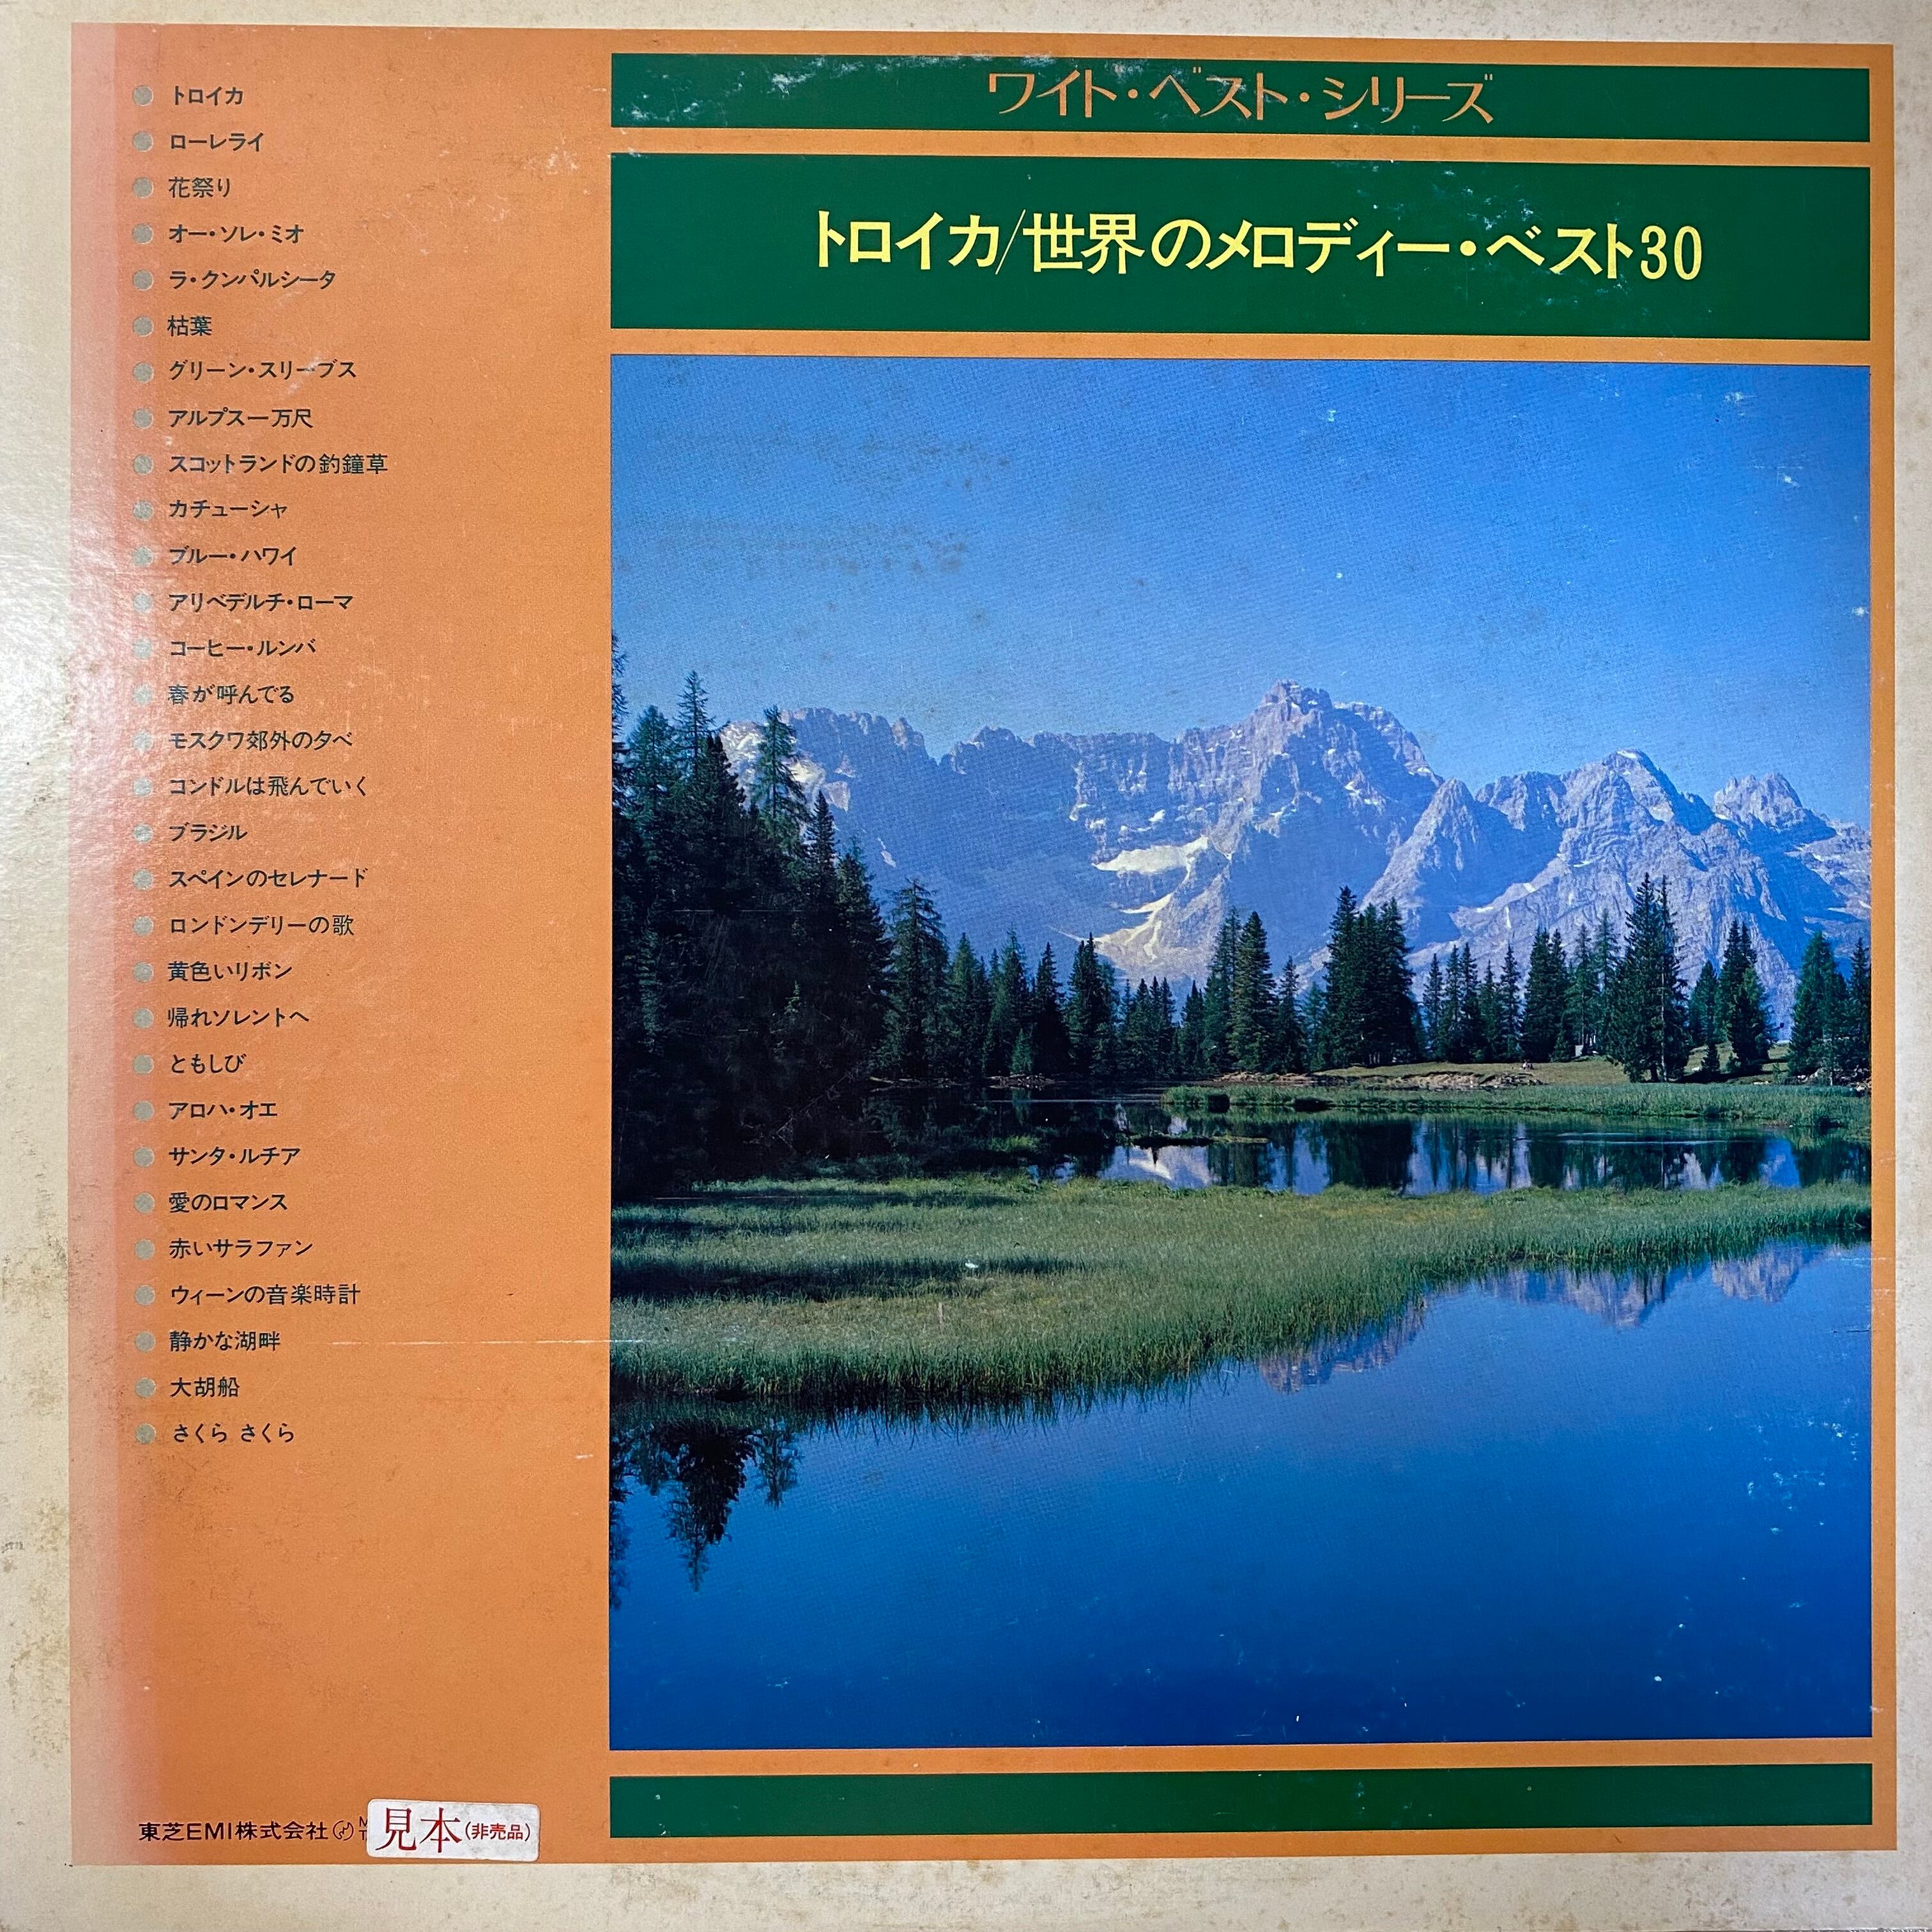 ワイド・ベスト・シリーズ
トロイカ/世界のメロディー・ベスト30
トロイカ
ローレライ
花祭り
オー・ソレ・ミオ
ラ・クンパルシータ
枯葉
グリーン・スリーブス
アルプス一万尺
スコットランドの釣鐘草
カチューシャ
ブルー・ハワイ
アリベデルチ・ローマ
コーヒー・ルンバ
春が呼んでる
モスクワ郊外の夕べ
コンドルは飛んでいく
ブラジル
スペインのセレナード
ロンドンデリーの歌
黄色いリボン
帰れソレントへ
ともしび
アロハ・オエ
サンタ・ルチア
愛のロマンス
赤いサラファン
ウィーンの音楽時計
静かな湖畔
大胡船
さくら さくら
東芝EMI株式会社
見本(非売品)